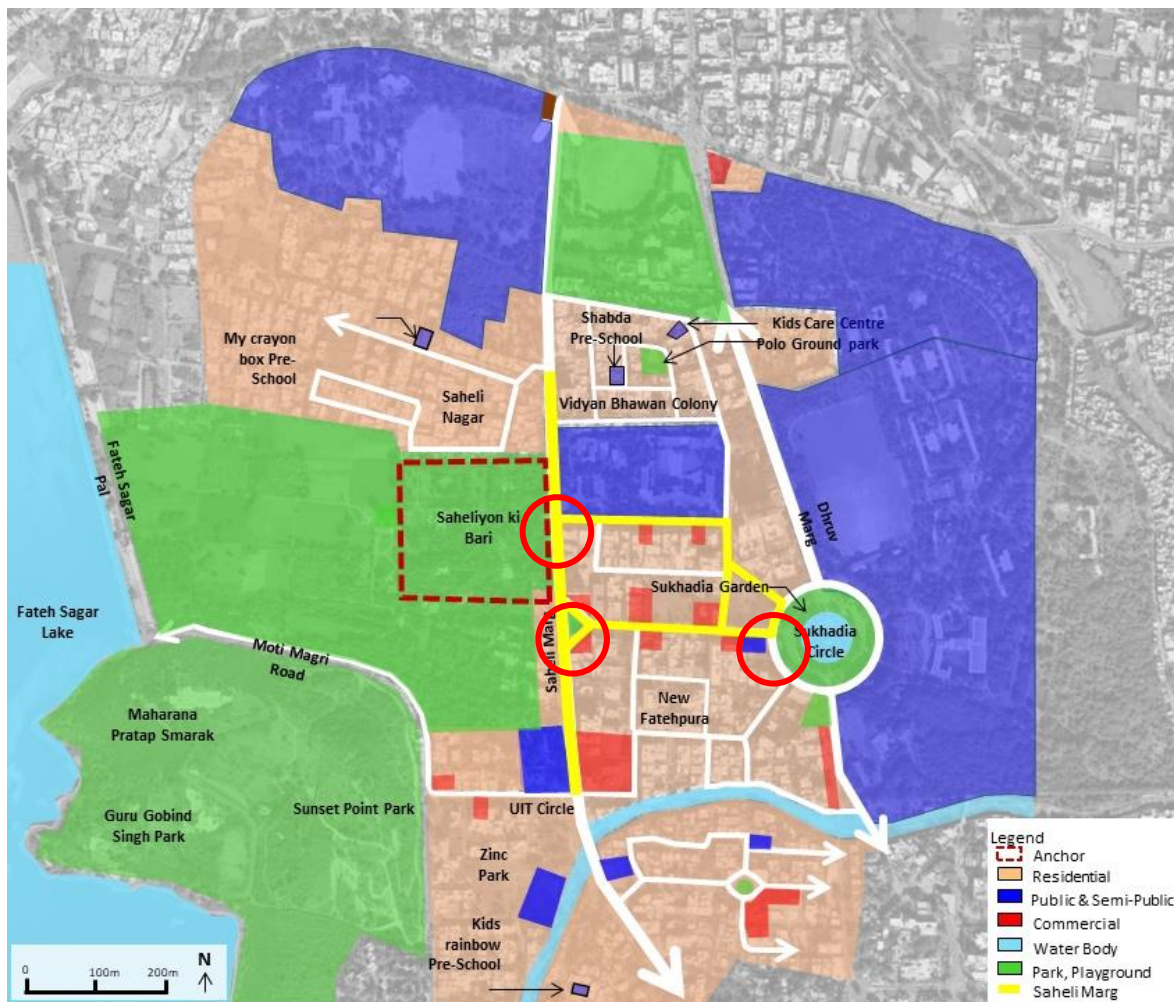 Shabda
Pre-School
Kids Care Centre
Polo Ground park
My crayon
box Pre-
School
Saheli
Nagar
Vidyan Bhawan Colony
Fateh Sagar
Pal
Saheliyon ki
Bari
Dhruv
Marg
Sukhadia Garden
Fateh Sagar
Lake
Sukhadia
Circle
Saheli Marg
Moti Magri
Road
New
Fatehpura
Maharana
Pratap Smarak
Guru Gobind
Singh Park
Sunset Point Park
UIT Circle
Zinc
Park
Kids
rainbow
Pre-School
Legend
Anchor
Residential
Public & Semi-Public
Commercial
Water Body
Park, Playground
Saheli Marg
N
0 100m 200m